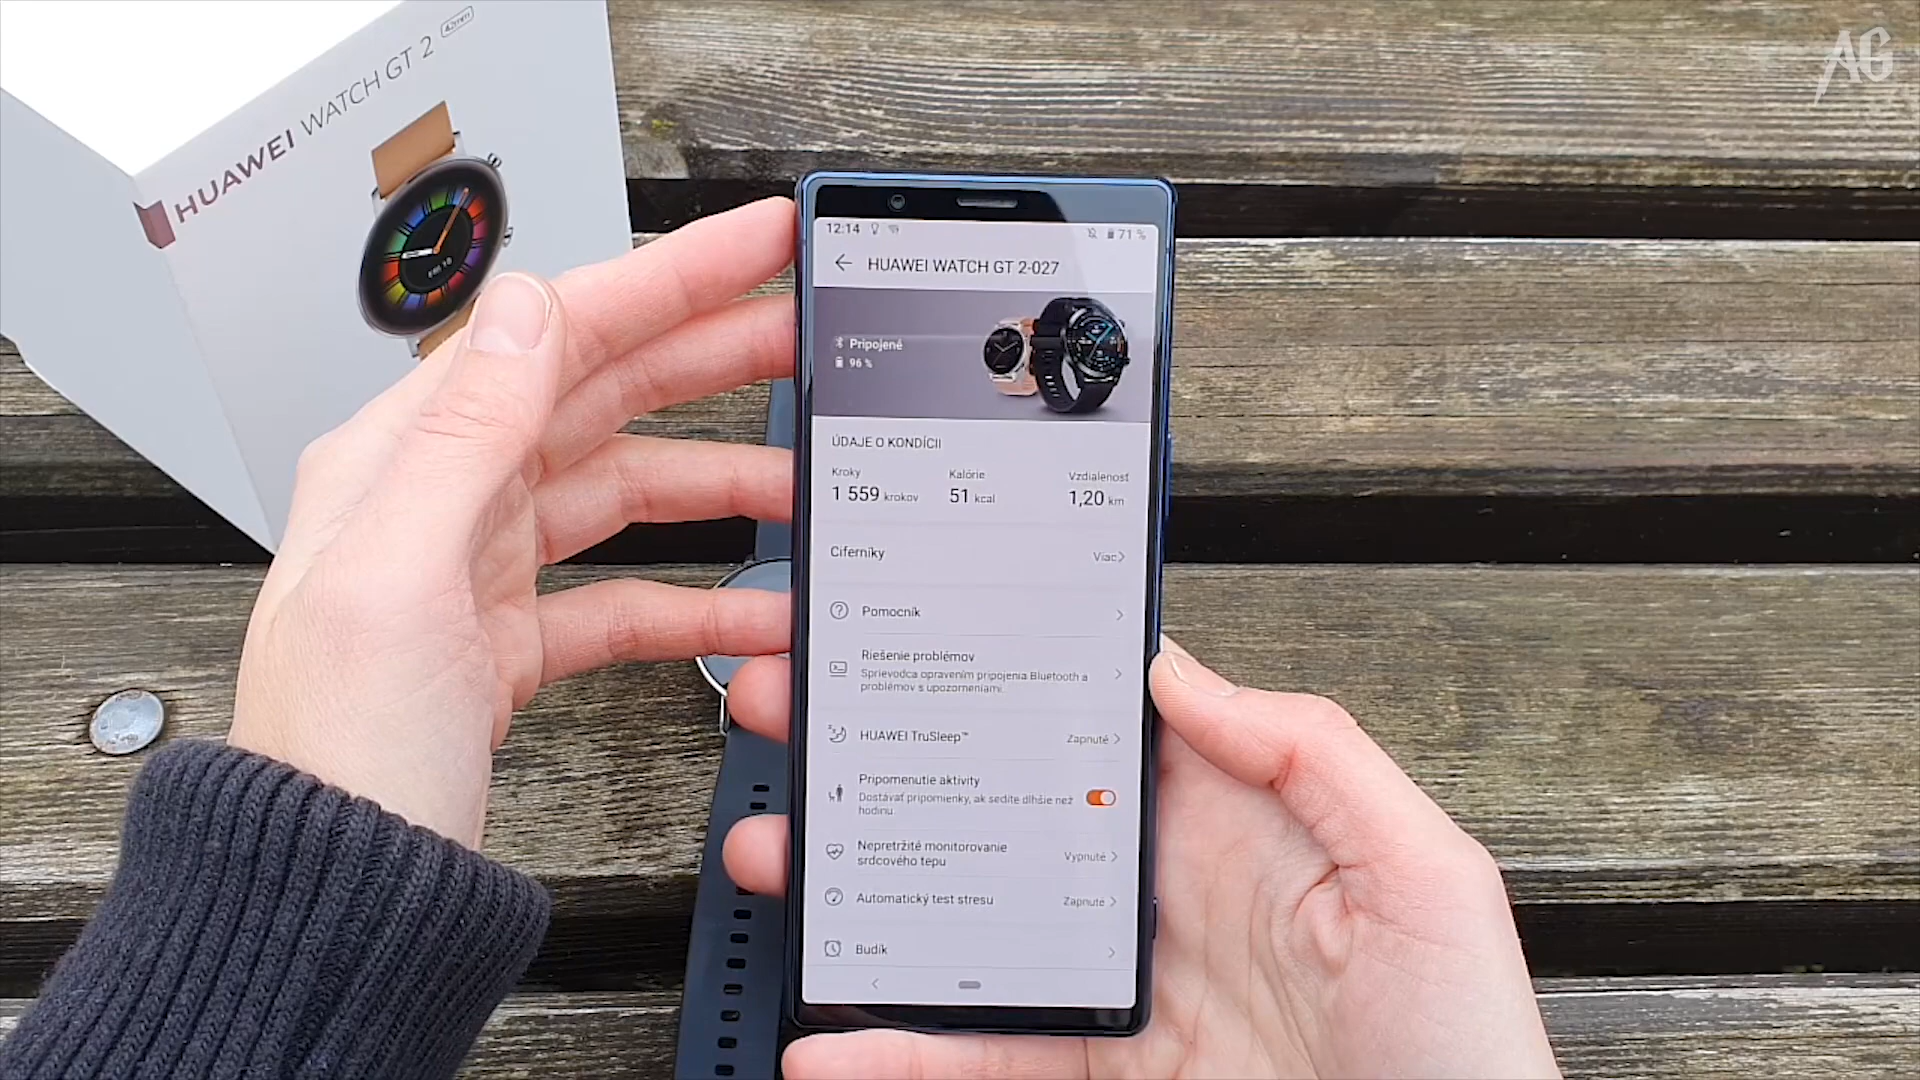 HUAWEI WATCH GT 2 42mm
AG
12:14
71 %
HUAWEI WATCH GT 2-027
Pripojené
96 %
ÚDAJE O KONDÍCII
Kroky Kalórie Vzdialenosť
1 559 krokov 51 kcal 1,20 km
Ciferníky Viac
Pomocník
Riešenie problémov
Sprievodca opravením pripojenia Bluetooth a
problémov s upozorneniami.
HUAWEI TruSleep™ Zapnuté
Pripomenutie aktivity
Dostávať pripomienky, ak sedíte dlhšie než
hodinu.
Nepretržité monitorovanie
srdcového tepu Vypnuté
Automatický test stresu Zapnuté
Budík